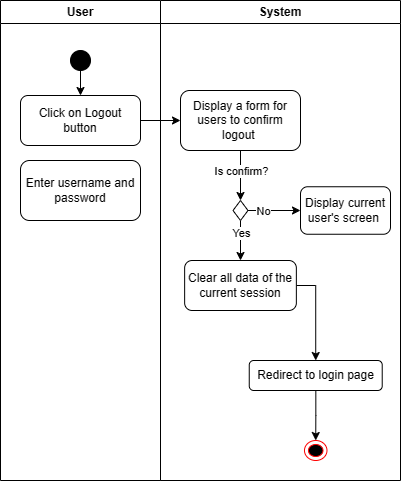 User
System
Click on Logout
button
Display a form for
users to confirm
logout
Is confirm?
Enter username and
password
No
Display current
user's screen
Yes
Clear all data of the
current session
Redirect to login page